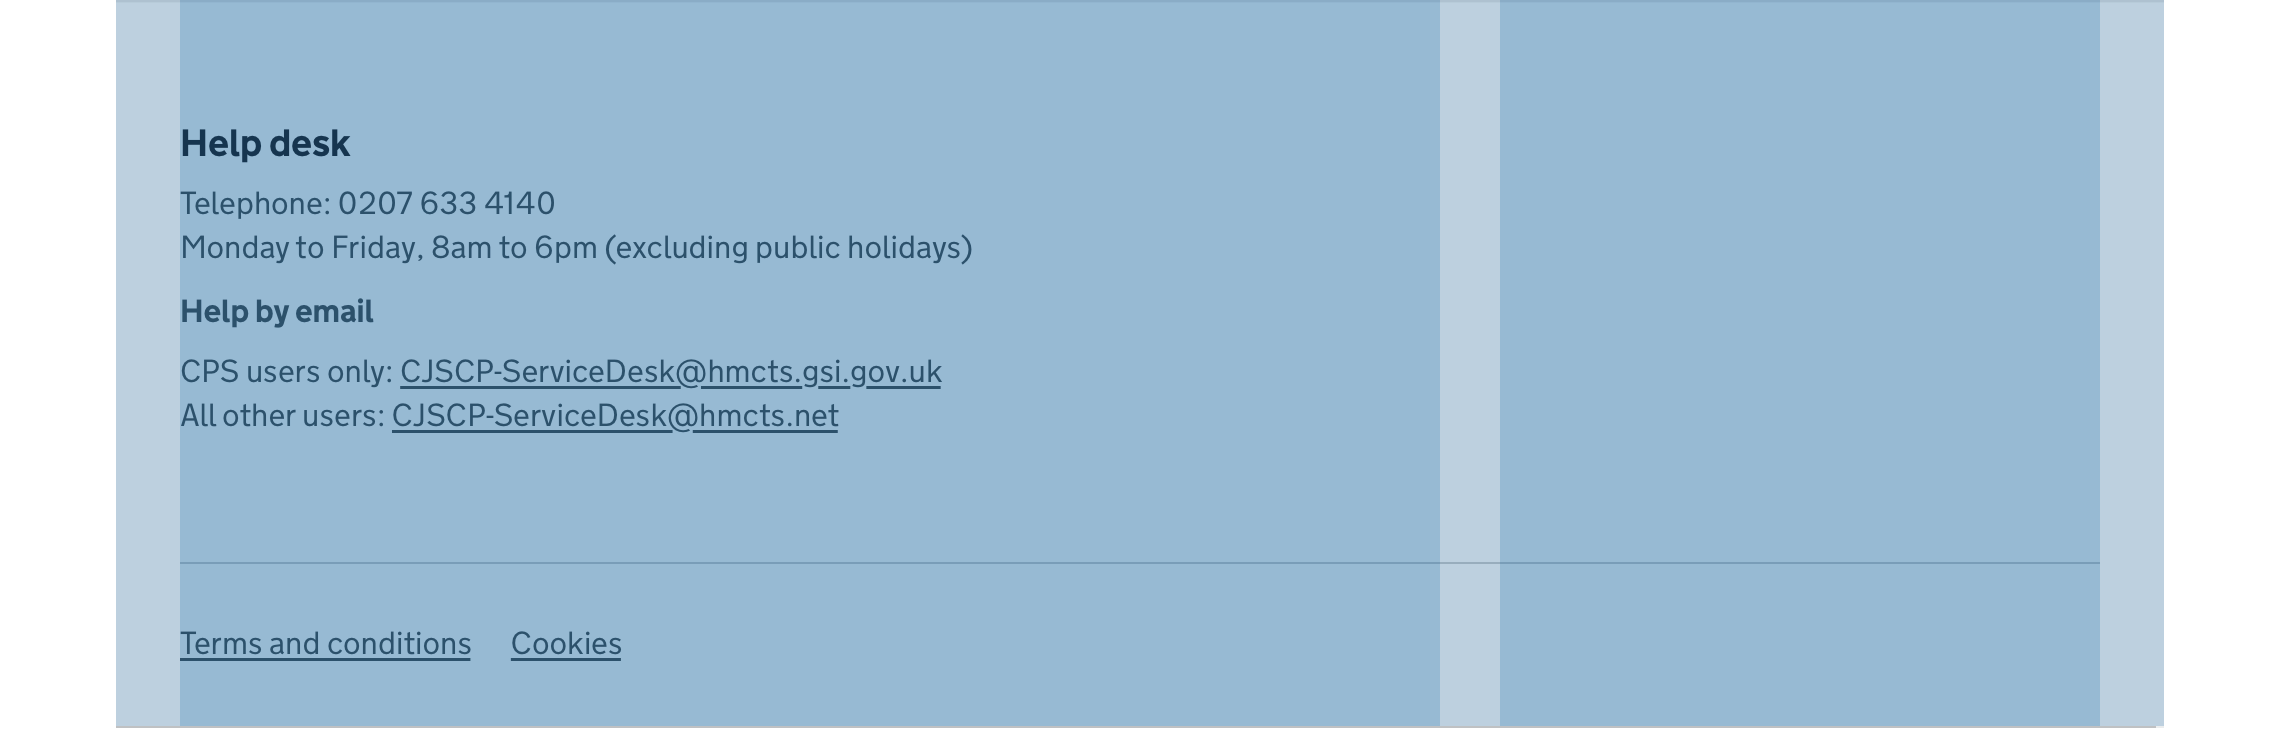 Help desk
Telephone: 0207 633 4140
Monday to Friday, 8am to 6pm (excluding public holidays)
Help by email
CPS users only: CJSCP-ServiceDesk@hmcts.gsi.gov.uk
All other users: CJSCP-ServiceDesk@hmcts.net
Terms and conditions Cookies